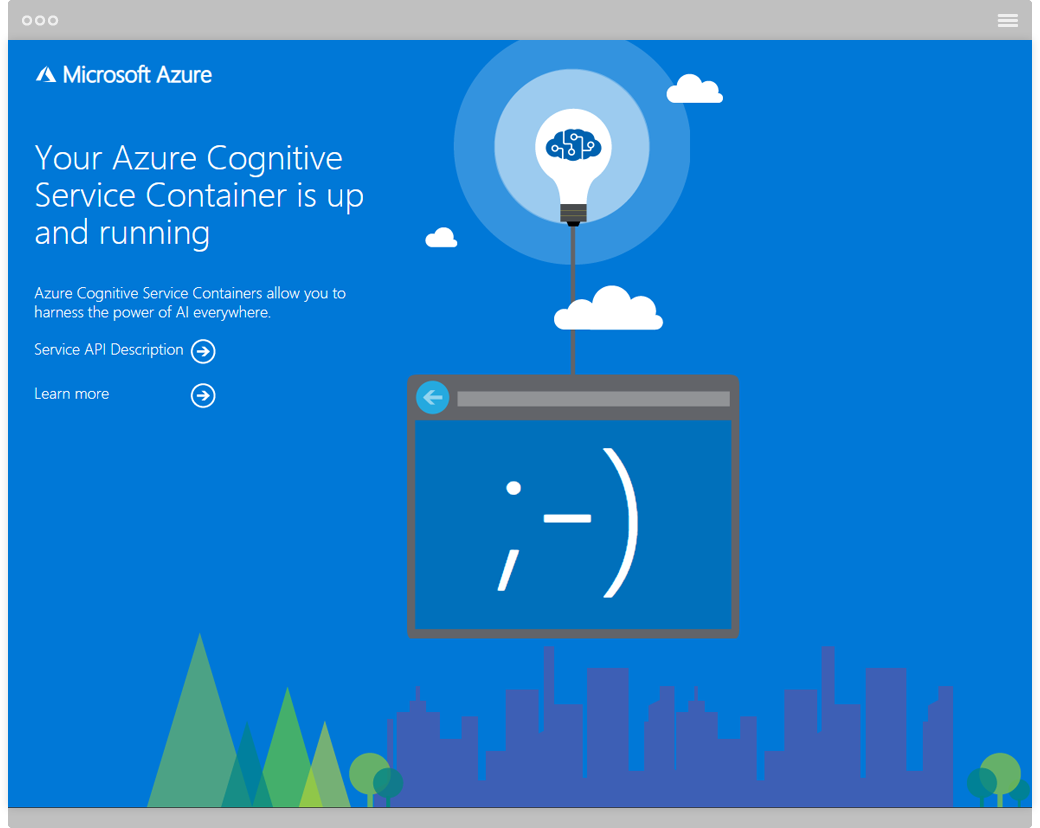 Microsoft Azure
Your Azure Cognitive
Service Container is up
and running
Azure Cognitive Service Containers allow you to
harness the power of AI everywhere.
Service API Description
Learn more
;-)